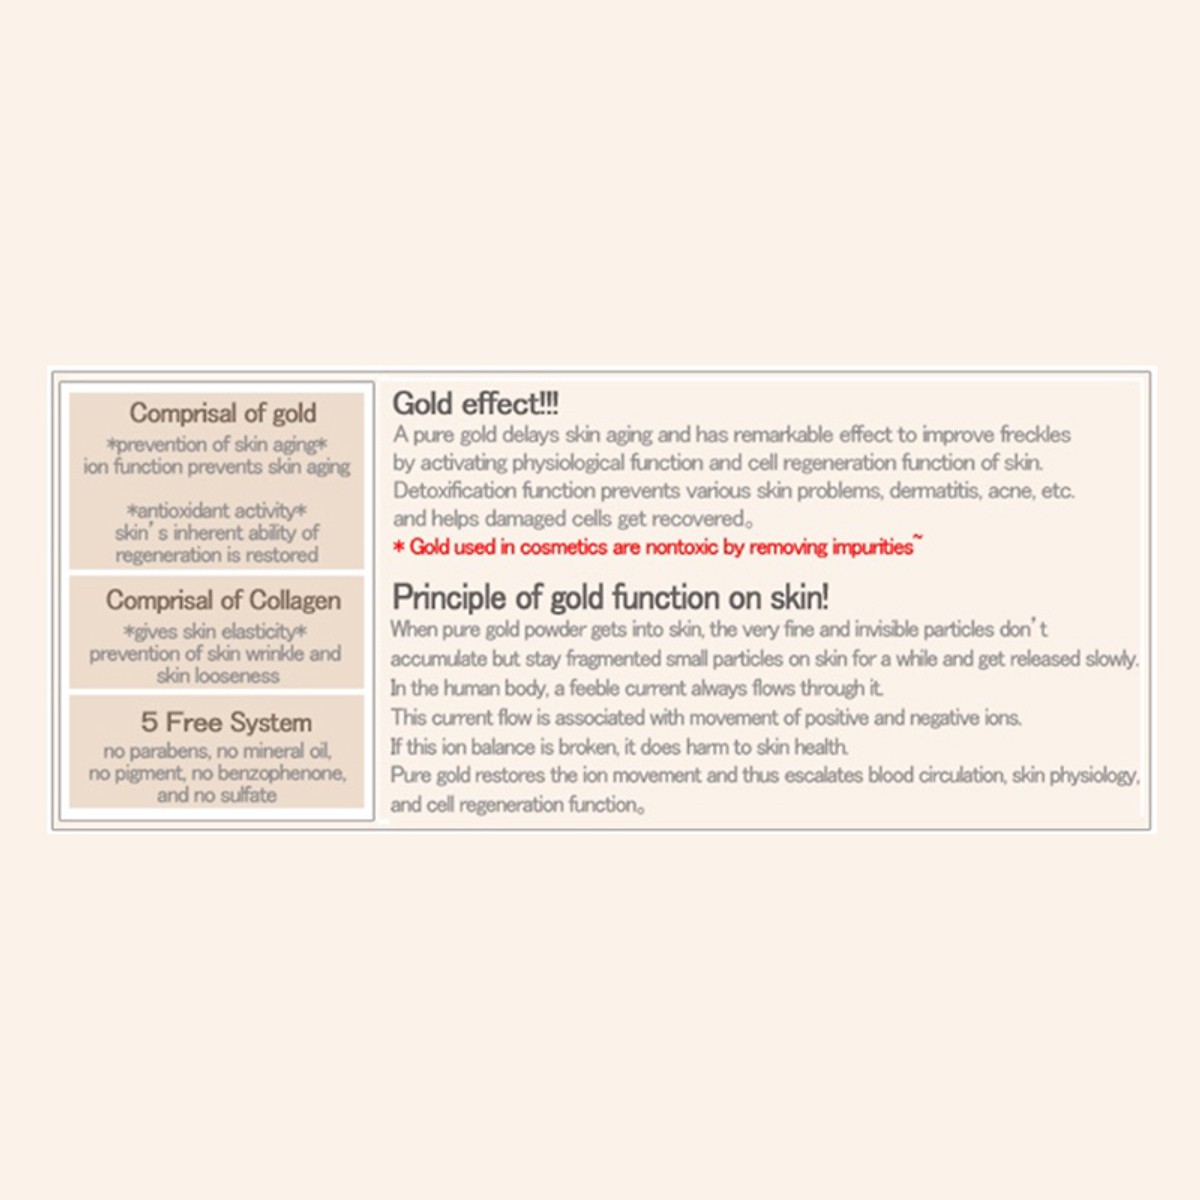 Comprisal of gold
*prevention of skin aging*
ion function prevents skin aging
*antioxidant activity*
skin's inherent ability of
regeneration is restored
Comprisal of Collagen
*gives skin elasticity*
prevention of skin wrinkle and
skin looseness
5 Free System
no parabens, no mineral oil,
no pigment, no benzophenone,
and no sulfate
Gold effect!!!
A pure gold delays skin aging and has remarkable effect to improve freckles
by activating physiological function and cell regeneration function of skin.
Detoxification function prevents various skin problems, dermatitis, acne, etc.
and helps damaged cells get recovered。
* Gold used in cosmetics are nontoxic by removing impurities~
Principle of gold function on skin!
When pure gold powder gets into skin, the very fine and invisible particles don't
accumulate but stay fragmented small particles on skin for a while and get released slowly.
In the human body, a feeble current always flows through it.
This current flow is associated with movement of positive and negative ions.
If this ion balance is broken, it does harm to skin health.
Pure gold restores the ion movement and thus escalates blood circulation, skin physiology,
and cell regeneration function。